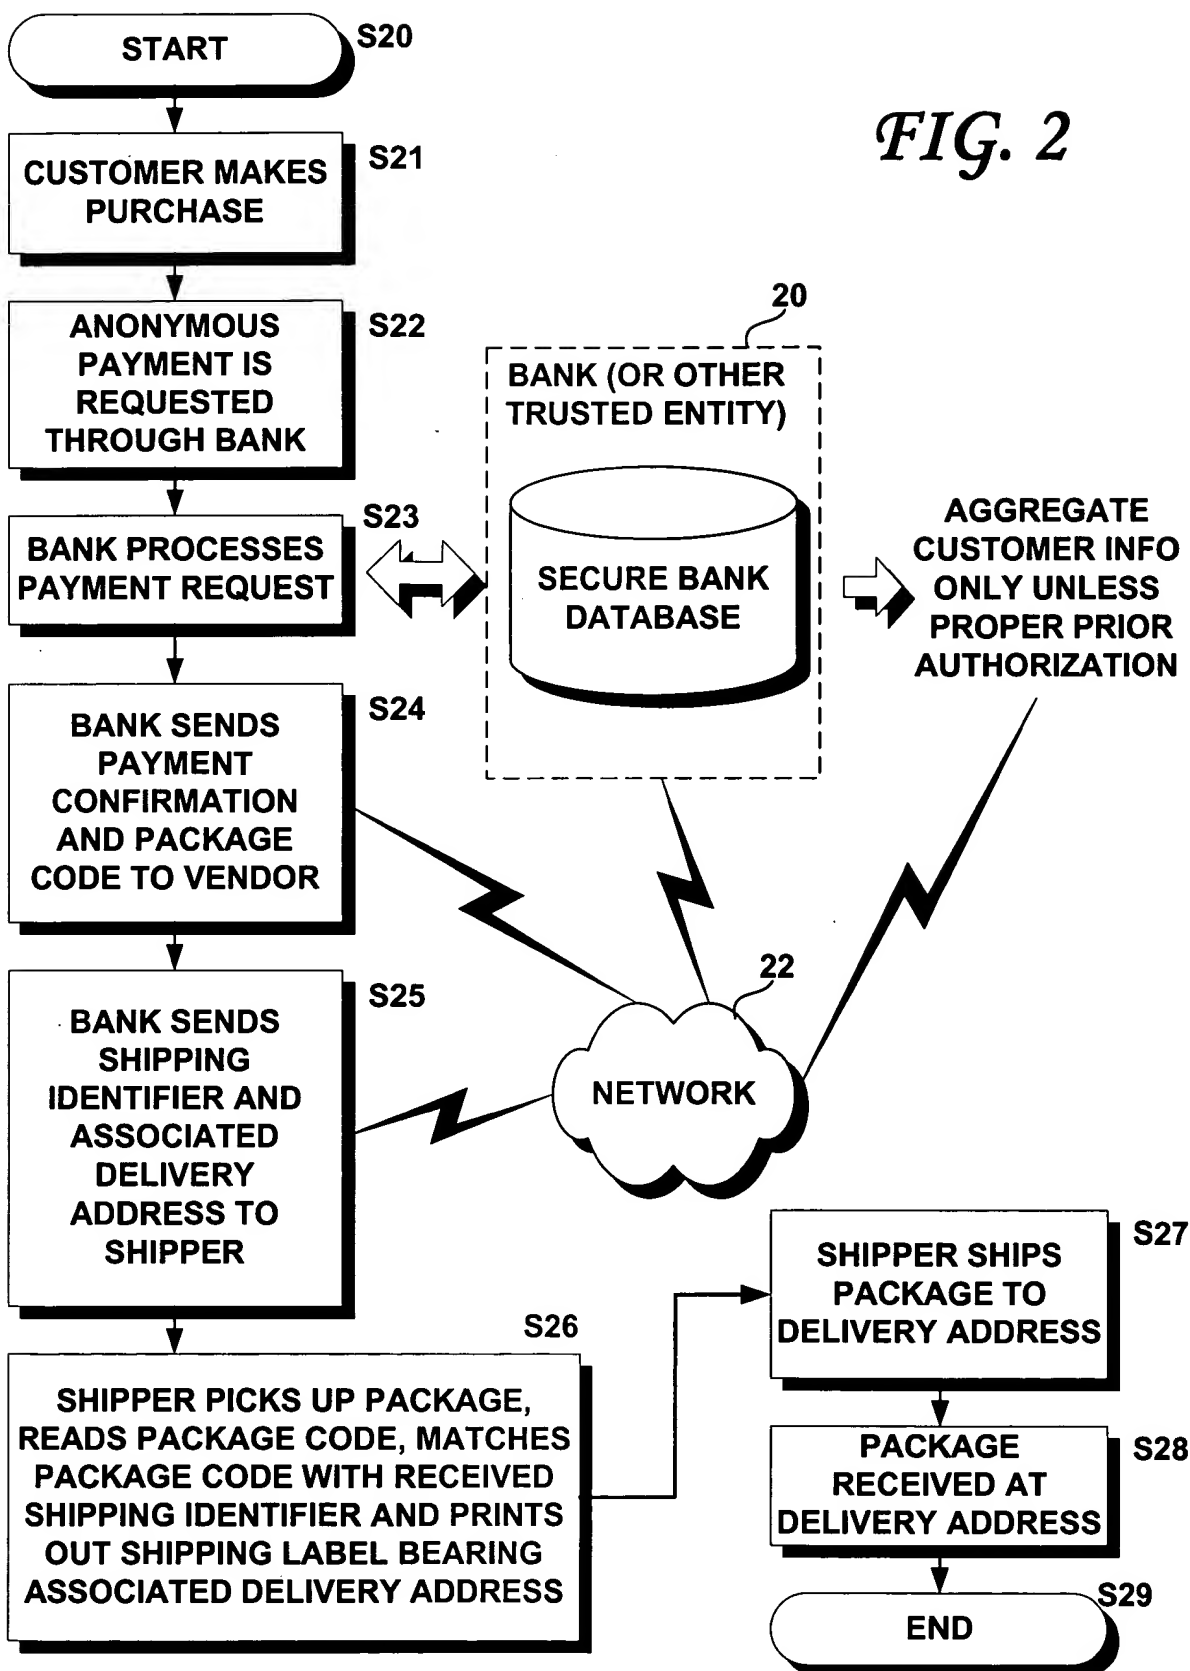 START
S20
FIG. 2
CUSTOMER MAKES
PURCHASE
S21
ANONYMOUS
PAYMENT IS
REQUESTED
THROUGH BANK
S22
BANK PROCESSES
PAYMENT REQUEST
S23
20
BANK (OR OTHER
TRUSTED ENTITY)
SECURE BANK
DATABASE
AGGREGATE
CUSTOMER INFO
ONLY UNLESS
PROPER PRIOR
AUTHORIZATION
BANK SENDS
PAYMENT
CONFIRMATION
AND PACKAGE
CODE TO VENDOR
S24
BANK SENDS
SHIPPING
IDENTIFIER AND
ASSOCIATED
DELIVERY
ADDRESS TO
SHIPPER
S25
22
NETWORK
SHIPPER PICKS UP PACKAGE,
READS PACKAGE CODE, MATCHES
PACKAGE CODE WITH RECEIVED
SHIPPING IDENTIFIER AND PRINTS
OUT SHIPPING LABEL BEARING
ASSOCIATED DELIVERY ADDRESS
S26
SHIPPER SHIPS
PACKAGE TO
DELIVERY ADDRESS
S27
PACKAGE
RECEIVED AT
DELIVERY ADDRESS
S28
END
S29